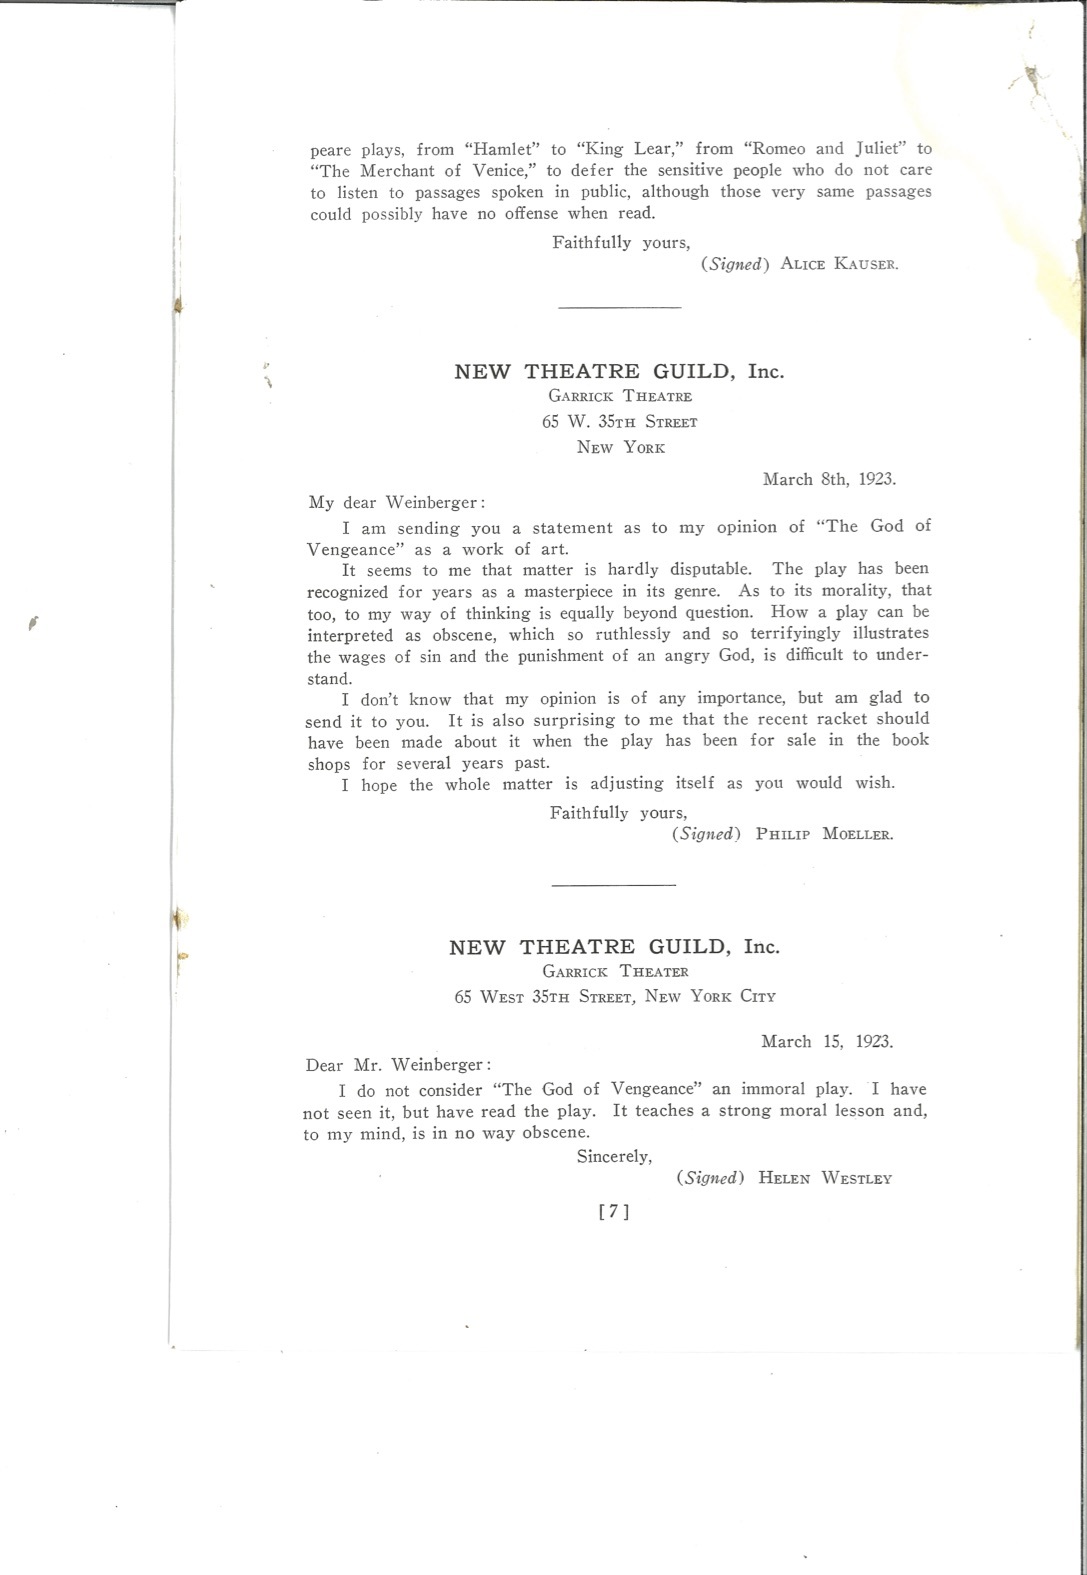 peare plays, from “Hamlet” to “King Lear,” from “Romeo and Juliet” to
“The Merchant of Venice,” to defer the sensitive people who do not care
to listen to passages spoken in public, although those very same passages
could possibly have no offense when read.
Faithfully yours,
(Signed) ALICE KAUSER.
NEW THEATRE GUILD, Inc.
GARRICK THEATRE
65 W. 35TH STREET
NEW YORK
March 8th, 1923.
My dear Weinberger:
I am sending you a statement as to my opinion of “The God of
Vengeance” as a work of art.
It seems to me that matter is hardly disputable. The play has been
recognized for years as a masterpiece in its genre. As to its morality, that
too, to my way of thinking is equally beyond question. How a play can be
interpreted as obscene, which so ruthlessly and so terrifyingly illustrates
the wages of sin and the punishment of an angry God, is difficult to under-
stand.
I don’t know that my opinion is of any importance, but am glad to
send it to you. It is also surprising to me that the recent racket should
have been made about it when the play has been for sale in the book
shops for several years past.
I hope the whole matter is adjusting itself as you would wish.
Faithfully yours,
(Signed) PHILIP MOELLER.
NEW THEATRE GUILD, Inc.
GARRICK THEATER
65 WEST 35TH STREET, NEW YORK CITY
March 15, 1923.
Dear Mr. Weinberger:
I do not consider “The God of Vengeance” an immoral play. I have
not seen it, but have read the play. It teaches a strong moral lesson and,
to my mind, is in no way obscene.
Sincerely,
(Signed) HELEN WESTLEY
[7]